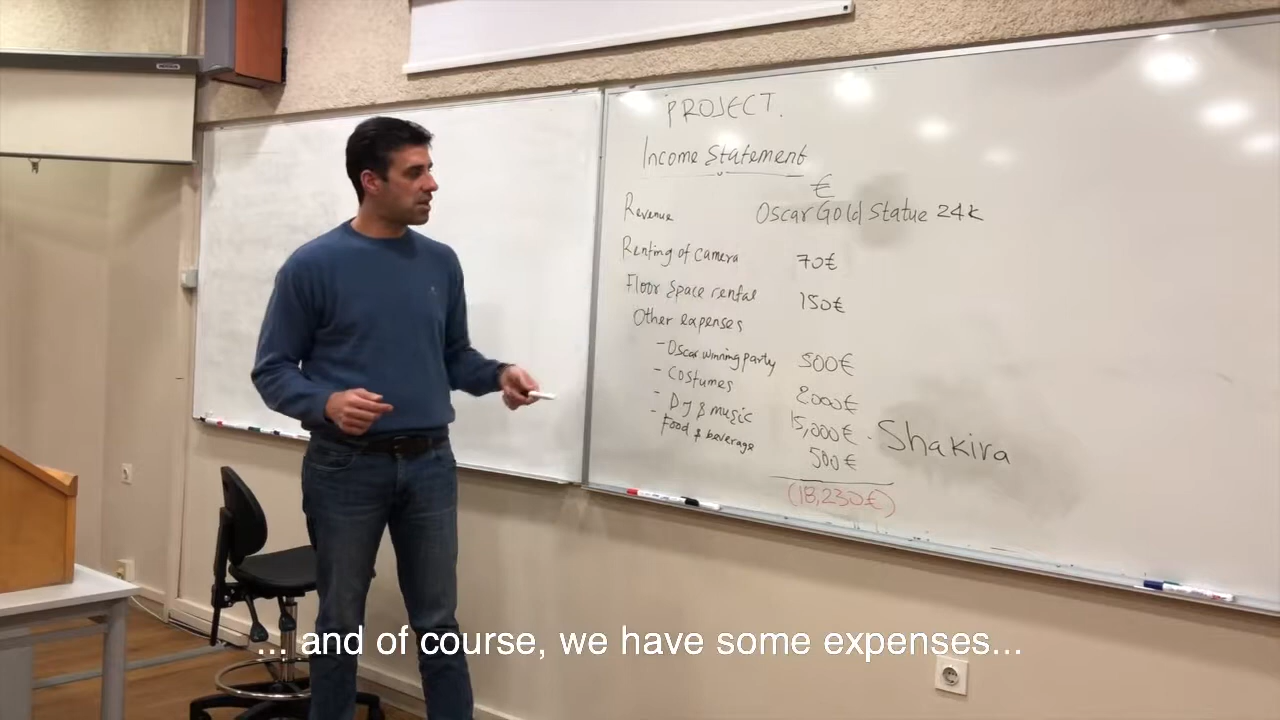 PROJECT.
Income Statement
€
Revenue Oscar Gold Statue 24k
Renting of camera 70€
Floor space rental 150€
Other expenses
- Oscar winning party 500€
- Costumes 2000€
- DJ & music 15,000€ - Shakira
- Food & beverage 500€
(18,230€)
... and of course, we have some expenses...